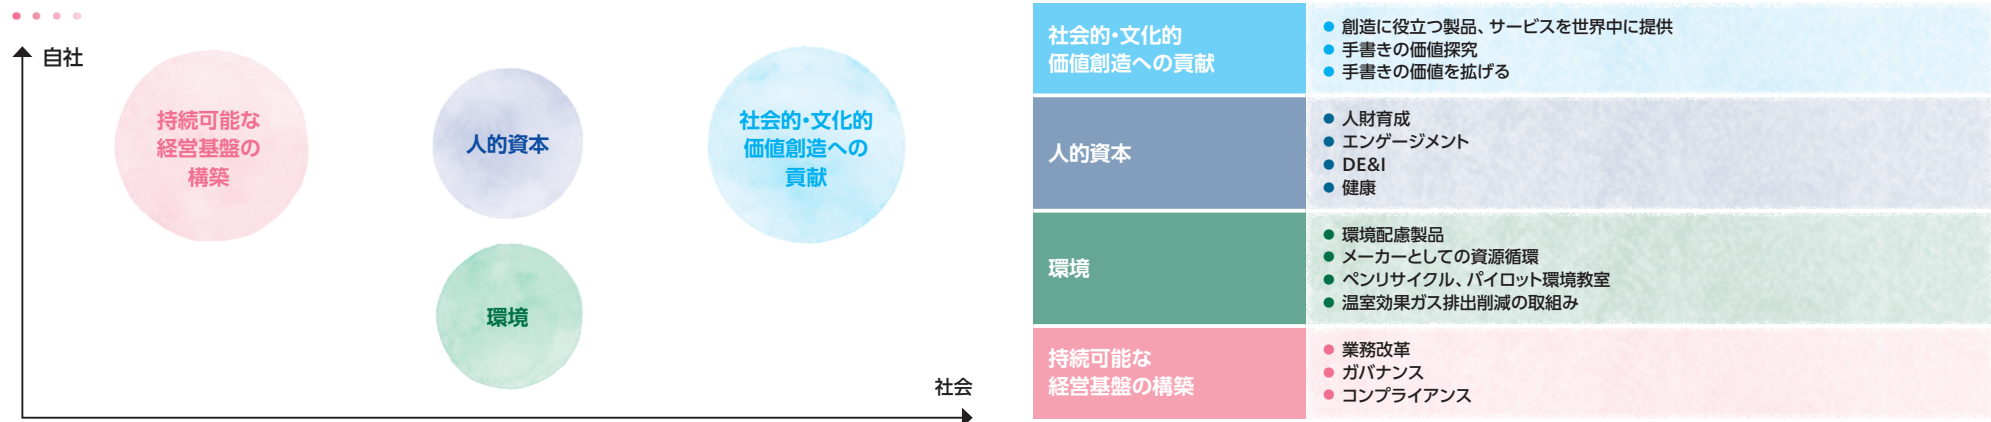 自社
持続可能な
経営基盤の
構築
人的資本
社会的・文化的
価値創造への
貢献
環境
社会
社会的・文化的
価値創造への貢献
● 創造に役立つ製品、サービスを世界中に提供
● 手書きの価値探究
● 手書きの価値を拡げる
人的資本
● 人財育成
● エンゲージメント
● DE&I
● 健康
環境
● 環境配慮製品
● メーカーとしての資源循環
● ペンリサイクル、パイロット環境教室
● 温室効果ガス排出削減の取組み
持続可能な
経営基盤の構築
● 業務改革
● ガバナンス
● コンプライアンス